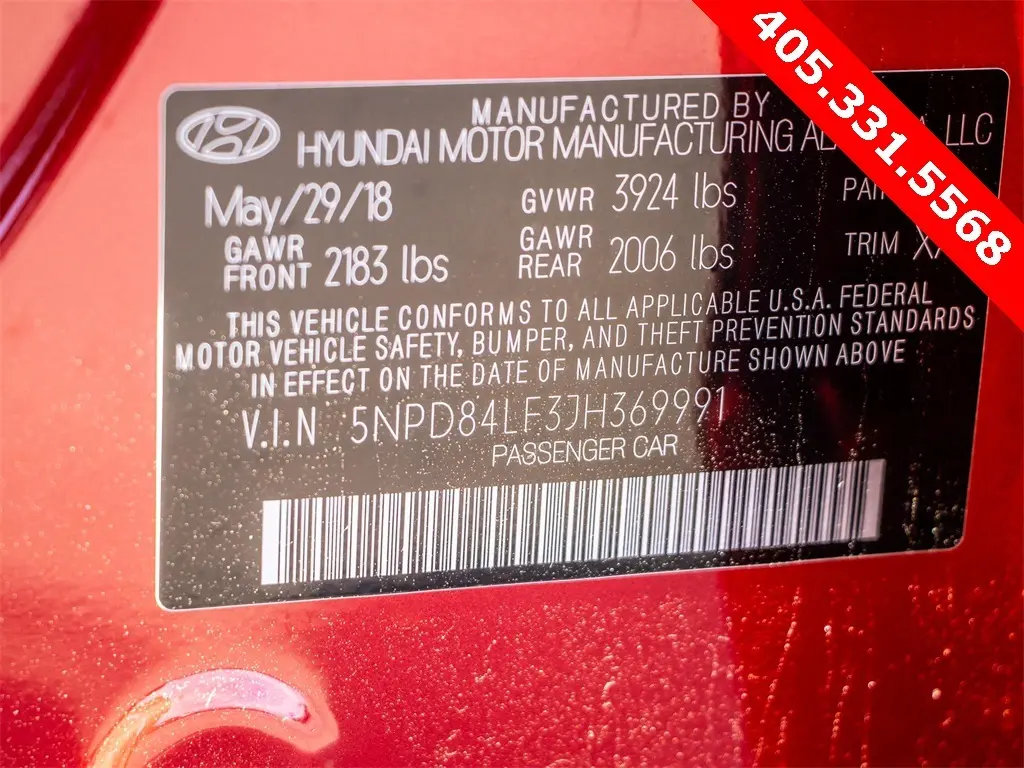 405.331.5568
MANUFACTURED BY
HYUNDAI MOTOR MANUFACTURING LLC
May/29/18 GVWR 3924 lbs
GAWR FRONT 2183 lbs GAWR REAR 2006 lbs TRIM
THIS VEHICLE CONFORMS TO ALL APPLICABLE U.S.A. FEDERAL
MOTOR VEHICLE SAFETY, BUMPER, AND THEFT PREVENTION STANDARDS
IN EFFECT ON THE DATE OF MANUFACTURE SHOWN ABOVE
V.I.N 5NPD84LF3JH369991
PASSENGER CAR